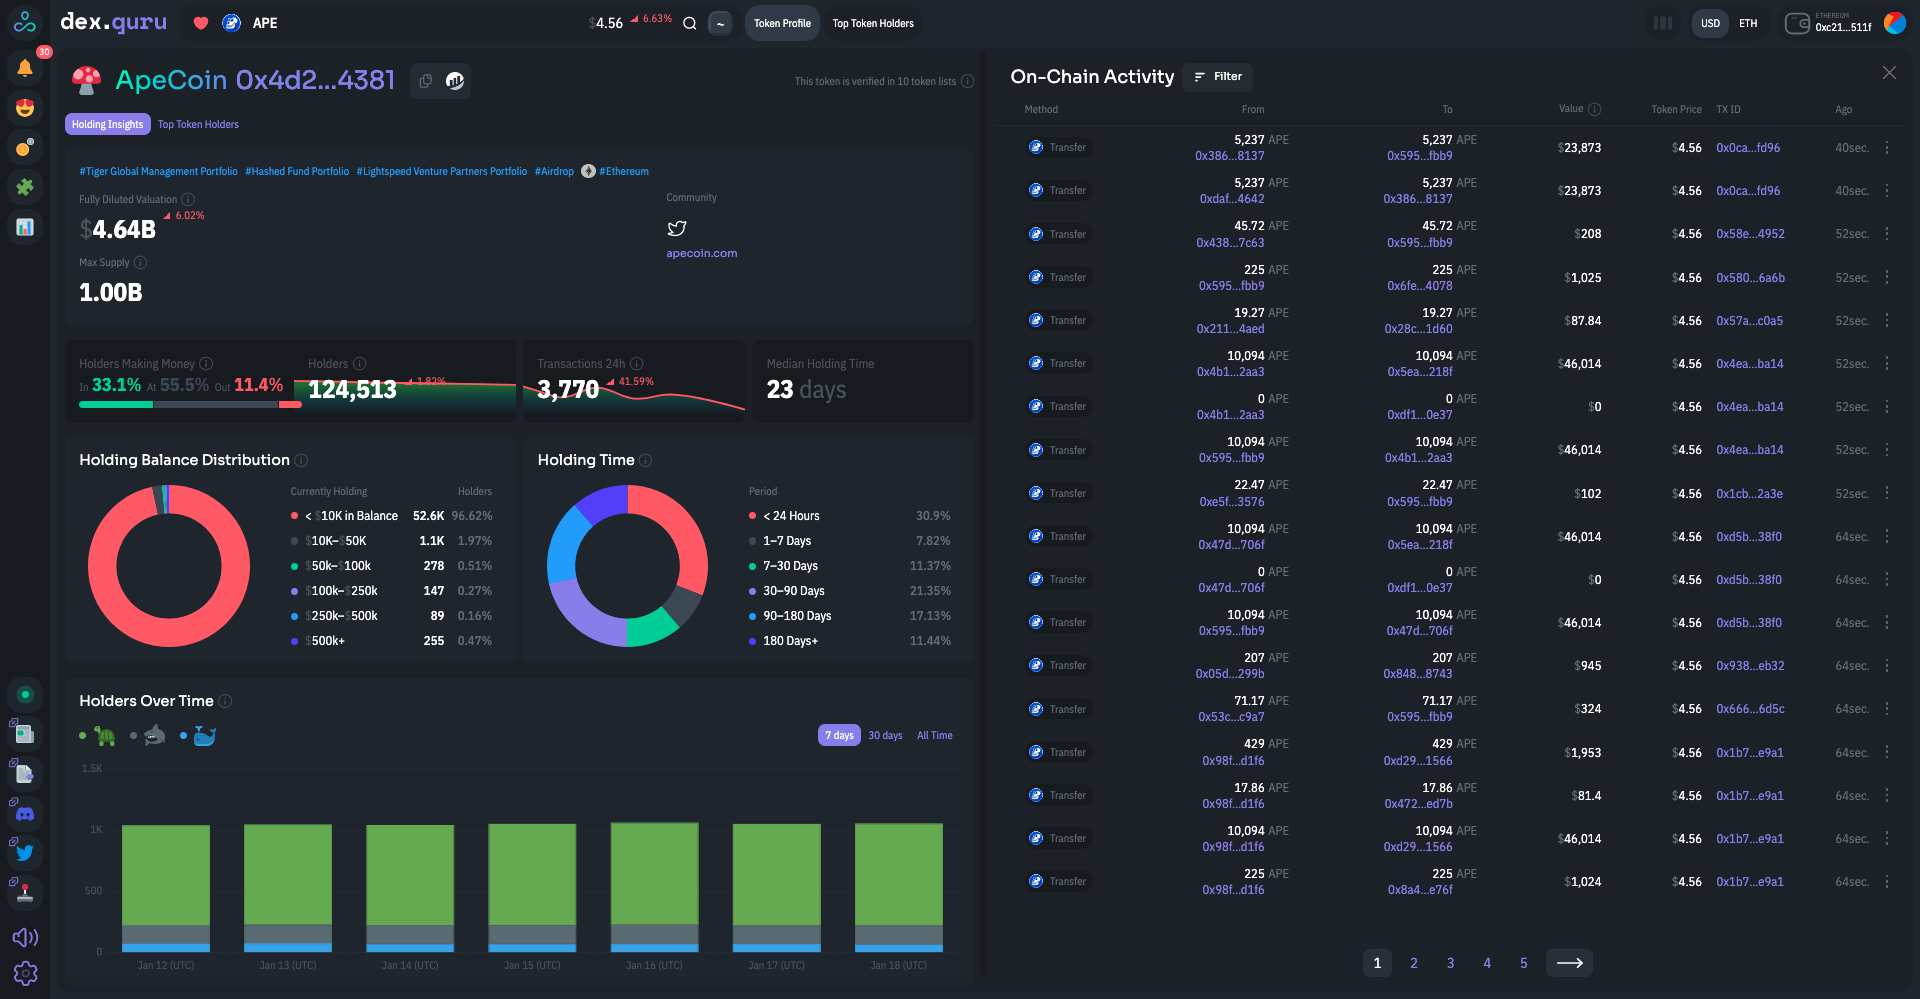 dex.guru
APE
$4.56 6.63%
~
Token Profile
Top Token Holders
USD
ETH
ETHEREUM
0xc21...511f
30
ApeCoin 0x4d2...4381
This token is verified in 10 token lists
Holding Insights
Top Token Holders
#Tiger Global Management Portfolio #Hashed Fund Portfolio #Lightspeed Venture Partners Portfolio #Airdrop #Ethereum
Fully Diluted Valuation
$4.64B 6.02%
Max Supply
1.00B
Community
apecoin.com
Holders Making Money
In 33.1% At 55.5% Out 11.4%
Holders
124,513 1.82%
Transactions 24h
3,770 41.59%
Median Holding Time
23 days
Holding Balance Distribution
Currently Holding Holders
< $10K in Balance 52.6K 96.62%
$10K–$50K 1.1K 1.97%
$50k–$100k 278 0.51%
$100k–$250k 147 0.27%
$250k–$500k 89 0.16%
$500k+ 255 0.47%
Holding Time
Period
< 24 Hours 30.9%
1–7 Days 7.82%
7–30 Days 11.37%
30–90 Days 21.35%
90–180 Days 17.13%
180 Days+ 11.44%
Holders Over Time
7 days 30 days All Time
1.5K
1K
500
0
Jan 12 (UTC) Jan 13 (UTC) Jan 14 (UTC) Jan 15 (UTC) Jan 16 (UTC) Jan 17 (UTC) Jan 18 (UTC)
On-Chain Activity
Filter
Method From To Value Token Price TX ID Ago
5,237 APE 5,237 APE
Transfer $23,873 $4.56 0x0ca...fd96 40sec.
0x386...8137 0x595...fbb9
5,237 APE 5,237 APE
Transfer $23,873 $4.56 0x0ca...fd96 40sec.
0xdaf...4642 0x386...8137
45.72 APE 45.72 APE
Transfer $208 $4.56 0x58e...4952 52sec.
0x438...7c63 0x595...fbb9
225 APE 225 APE
Transfer $1,025 $4.56 0x580...6a6b 52sec.
0x595...fbb9 0x6fe...4078
19.27 APE 19.27 APE
Transfer $87.84 $4.56 0x57a...c0a5 52sec.
0x211...4aed 0x28c...1d60
10,094 APE 10,094 APE
Transfer $46,014 $4.56 0x4ea...ba14 52sec.
0x4b1...2aa3 0x5ea...218f
0 APE 0 APE
Transfer $0 $4.56 0x4ea...ba14 52sec.
0x4b1...2aa3 0xdf1...0e37
10,094 APE 10,094 APE
Transfer $46,014 $4.56 0x4ea...ba14 52sec.
0x595...fbb9 0x4b1...2aa3
22.47 APE 22.47 APE
Transfer $102 $4.56 0x1cb...2a3e 52sec.
0xe5f...3576 0x595...fbb9
10,094 APE 10,094 APE
Transfer $46,014 $4.56 0xd5b...38f0 64sec.
0x47d...706f 0x5ea...218f
0 APE 0 APE
Transfer $0 $4.56 0xd5b...38f0 64sec.
0x47d...706f 0xdf1...0e37
10,094 APE 10,094 APE
Transfer $46,014 $4.56 0xd5b...38f0 64sec.
0x595...fbb9 0x47d...706f
207 APE 207 APE
Transfer $945 $4.56 0x938...eb32 64sec.
0x05d...299b 0x848...8743
71.17 APE 71.17 APE
Transfer $324 $4.56 0x666...6d5c 64sec.
0x53c...c9a7 0x595...fbb9
429 APE 429 APE
Transfer $1,953 $4.56 0x1b7...e9a1 64sec.
0x98f...d1f6 0xd29...1566
17.86 APE 17.86 APE
Transfer $81.4 $4.56 0x1b7...e9a1 64sec.
0x98f...d1f6 0x472...ed7b
10,094 APE 10,094 APE
Transfer $46,014 $4.56 0x1b7...e9a1 64sec.
0x98f...d1f6 0xd29...1566
225 APE 225 APE
Transfer $1,024 $4.56 0x1b7...e9a1 64sec.
0x98f...d1f6 0x8a4...e76f
1 2 3 4 5